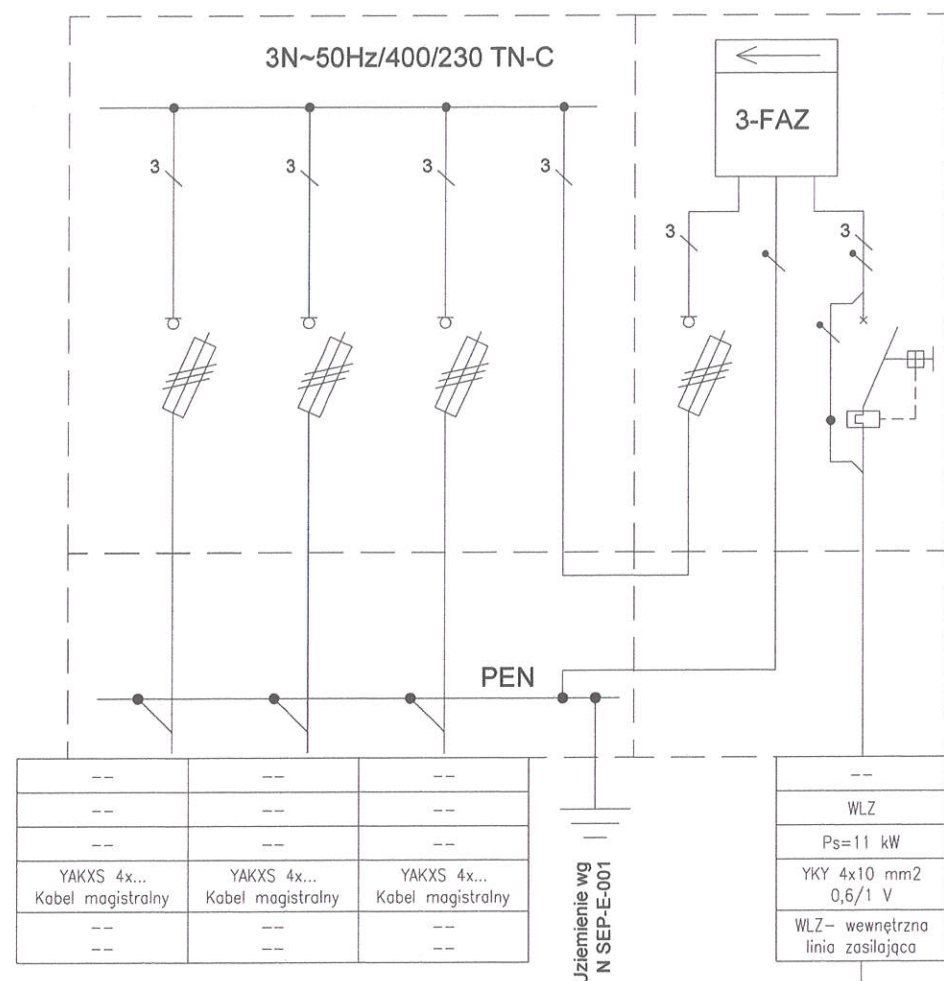 3N~50Hz/400/230 TN-C
3-FAZ
3
3
3
3
3
3
PEN
--
--
--
--
--
--
--
--
--
YAKXS 4x...
Kabel magistralny
YAKXS 4x...
Kabel magistralny
YAKXS 4x...
Kabel magistralny
--
--
--
--
--
--
Uziemienie wg
N SEP-E-001
--
WLZ
Ps=11 kW
YKY 4x10 mm2
0,6/1 V
WLZ- wewnętrzna
linia zasilająca